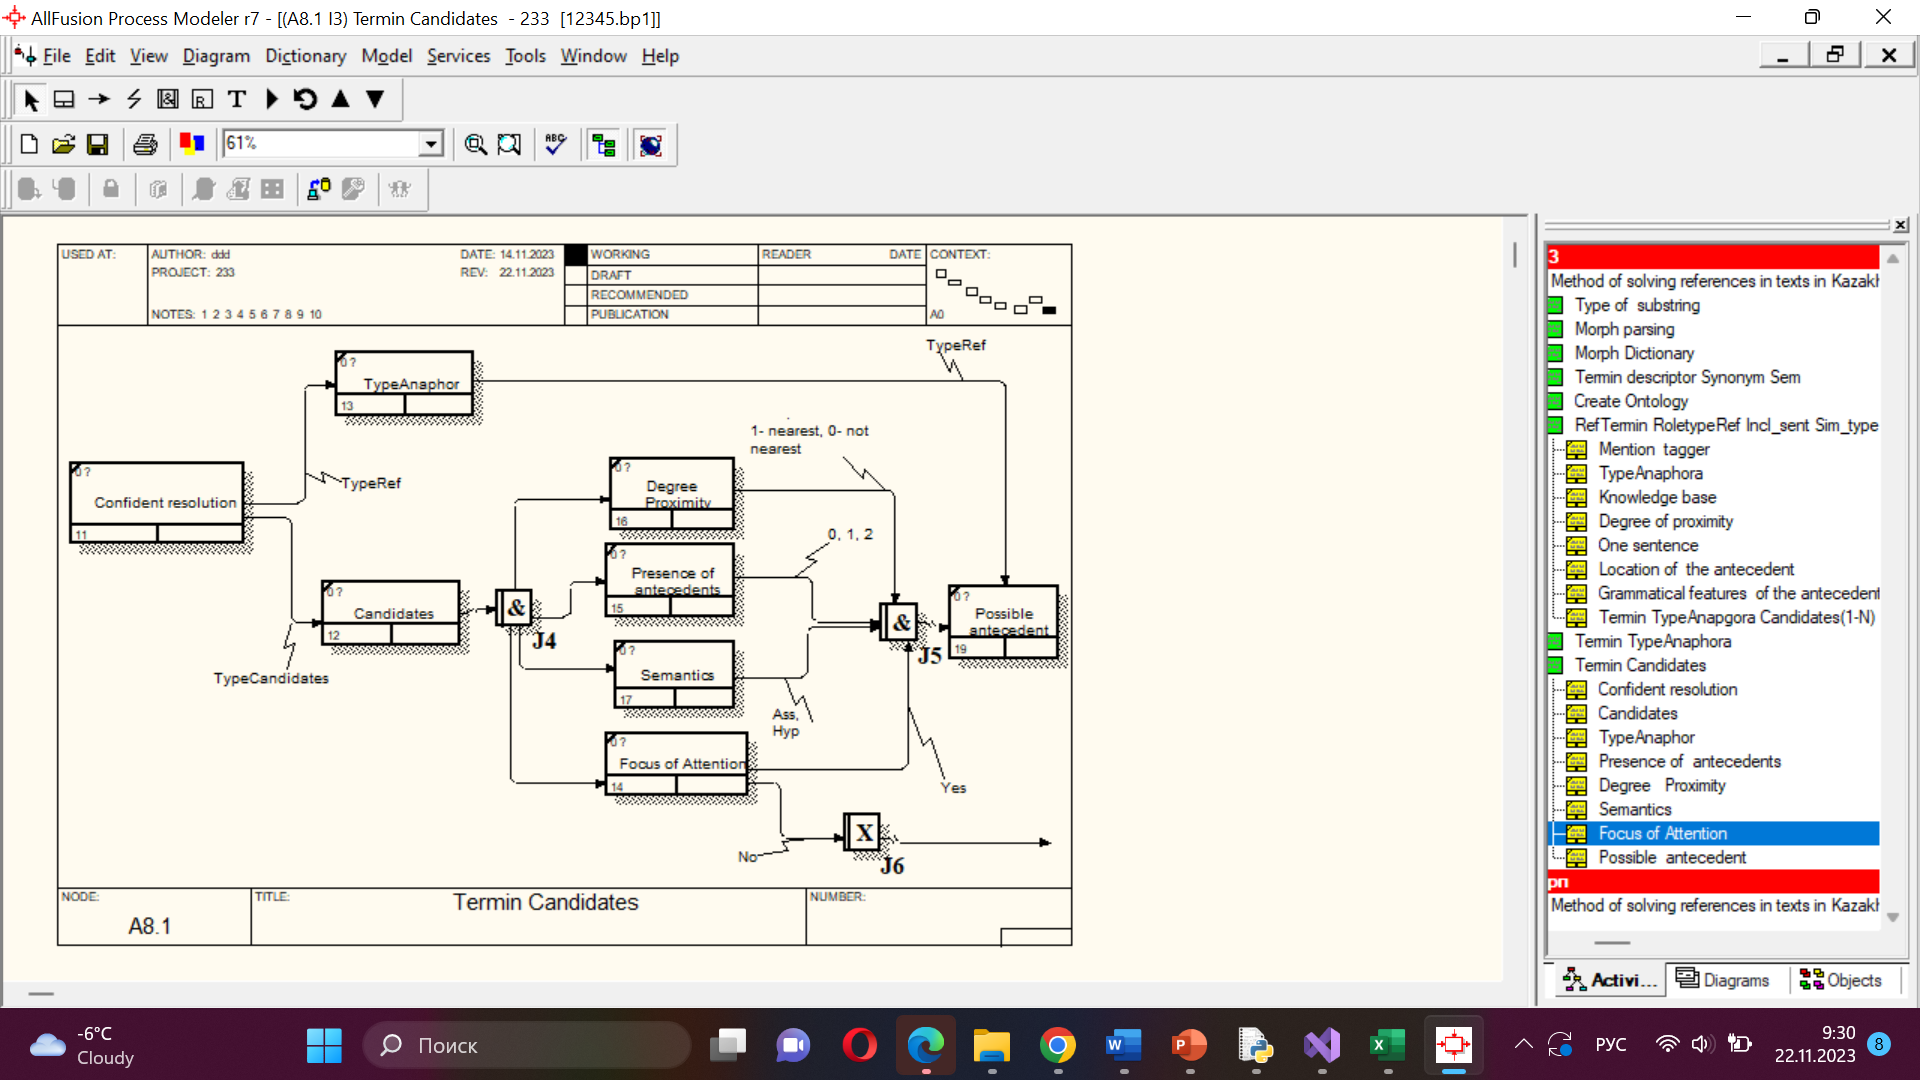 AllFusion Process Modeler r7 - [(A8.1 I3) Termin Candidates - 233 [12345.bp1]]
File Edit View Diagram Dictionary Model Services Tools Window Help
T
61%
ABC
USED AT:
AUTHOR: ddd
DATE: 14.11.2023
PROJECT: 233
REV: 22.11.2023
NOTES: 1 2 3 4 5 6 7 8 9 10
WORKING
DRAFT
RECOMMENDED
PUBLICATION
READER
DATE
CONTEXT:
A0
TypeRef
0 ?
TypeAnaphor
13
1- nearest, 0- not
nearest
0 ?
Confident resolution
11
TypeRef
0 ?
Degree
Proximity
16
0, 1, 2
0 ?
Presence of
antecedents
15
0 ?
Candidates
12
&
J4
&
J5
0 ?
Possible
antecedent
19
TypeCandidates
0 ?
Semantics
17
Ass,
Hyp
0 ?
Focus of Attention
14
Yes
No
X
J6
NODE:
A8.1
TITLE:
Termin Candidates
NUMBER:
3
Method of solving references in texts in Kazakh
Type of substring
Morph parsing
Morph Dictionary
Termin descriptor Synonym Sem
Create Ontology
RefTermin RoletypeRef Incl_sent Sim_type
Mention tagger
TypeAnaphora
Knowledge base
Degree of proximity
One sentence
Location of the antecedent
Grammatical features of the antecedent
Termin TypeAnapgora Candidates(1-N)
Termin TypeAnaphora
Termin Candidates
Confident resolution
Candidates
TypeAnaphor
Presence of antecedents
Degree Proximity
Semantics
Focus of Attention
Possible antecedent
рп
Method of solving references in texts in Kazakh
Activi... Diagrams Objects
-6°C
Cloudy
Поиск
РУС
9:30
22.11.2023
8